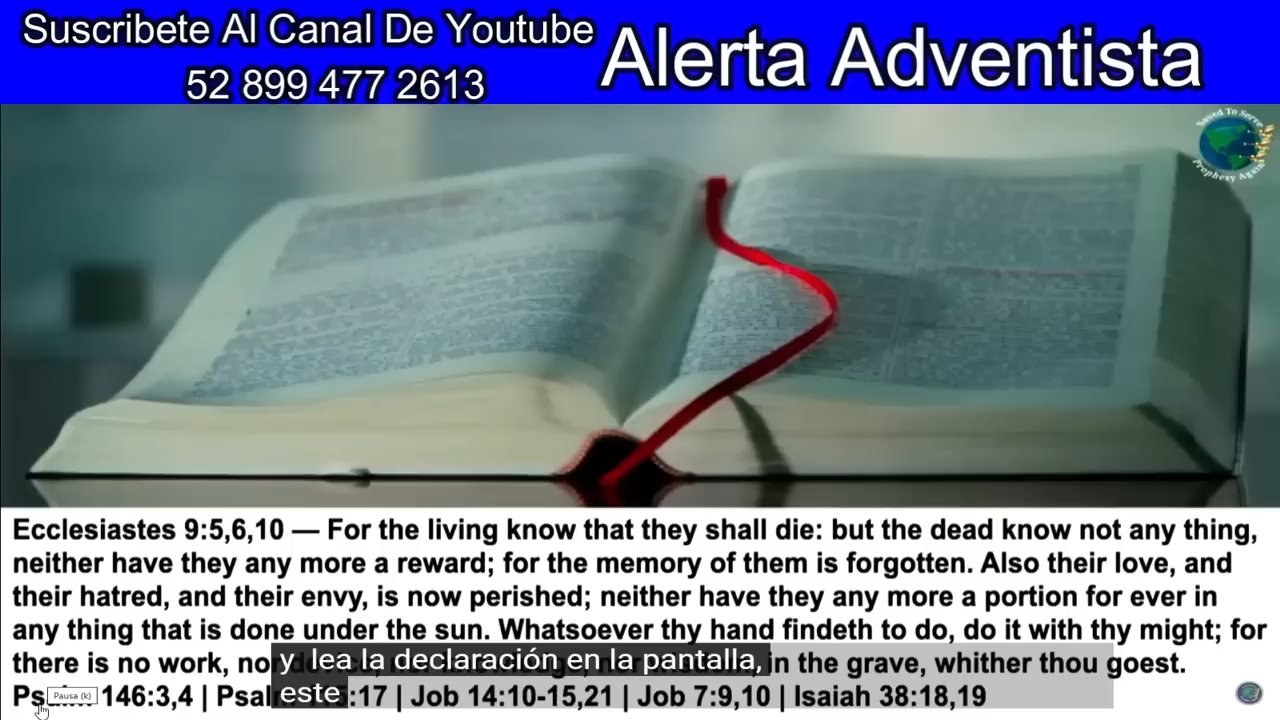 Suscribete Al Canal De Youtube
52 899 477 2613
Alerta Adventista
Saved To Serve
Prophesy Again
Ecclesiastes 9:5,6,10 — For the living know that they shall die: but the dead know not any thing,
neither have they any more a reward; for the memory of them is forgotten. Also their love, and
their hatred, and their envy, is now perished; neither have they any more a portion for ever in
any thing that is done under the sun. Whatsoever thy hand findeth to do, do it with thy might; for
there is no work, in the grave, whither thou goest.
y lea la declaración en la pantalla,
este
146:3,4 | :17 | Job 14:10-15,21 | Job 7:9,10 | Isaiah 38:18,19
Pausa (k)